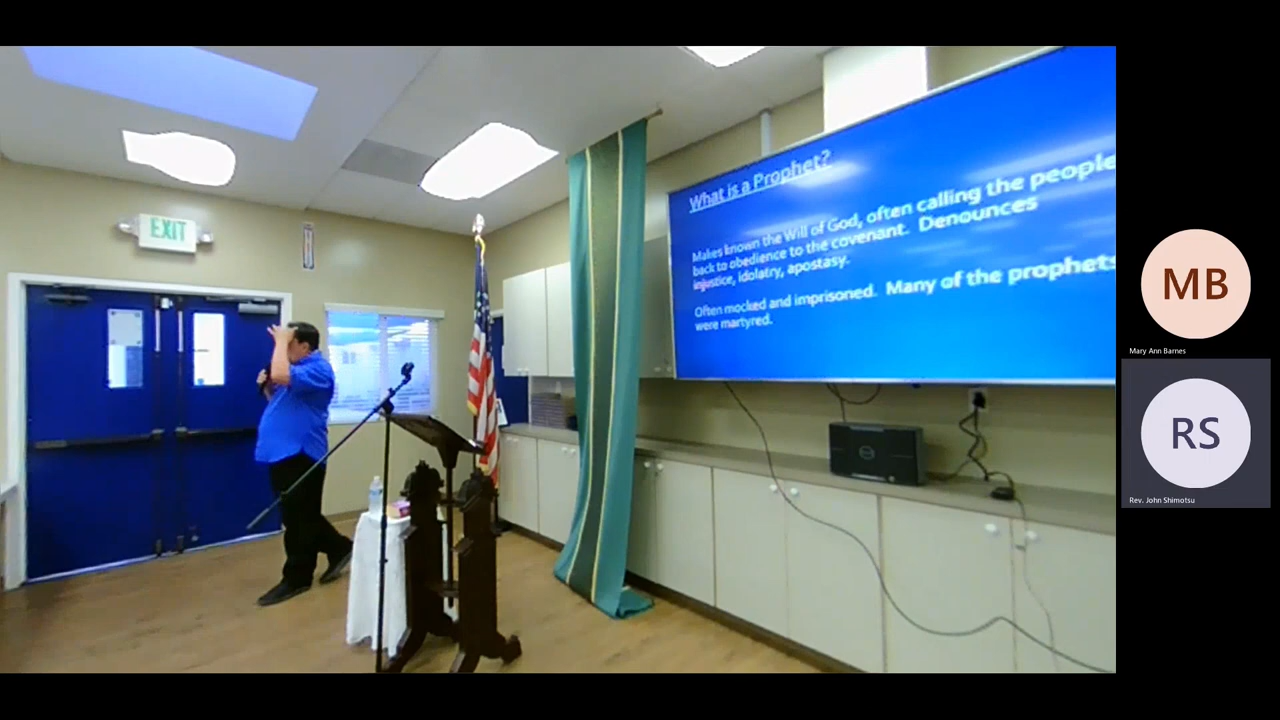 EXIT
What is a Prophet?
Makes known the Will of God, often calling the people
back to obedience to the covenant. Denounces
injustice, idolatry, apostasy.
Often mocked and imprisoned. Many of the prophets
were martyred.
MB
Mary Ann Barnes
RS
Rev. John Shimotsu